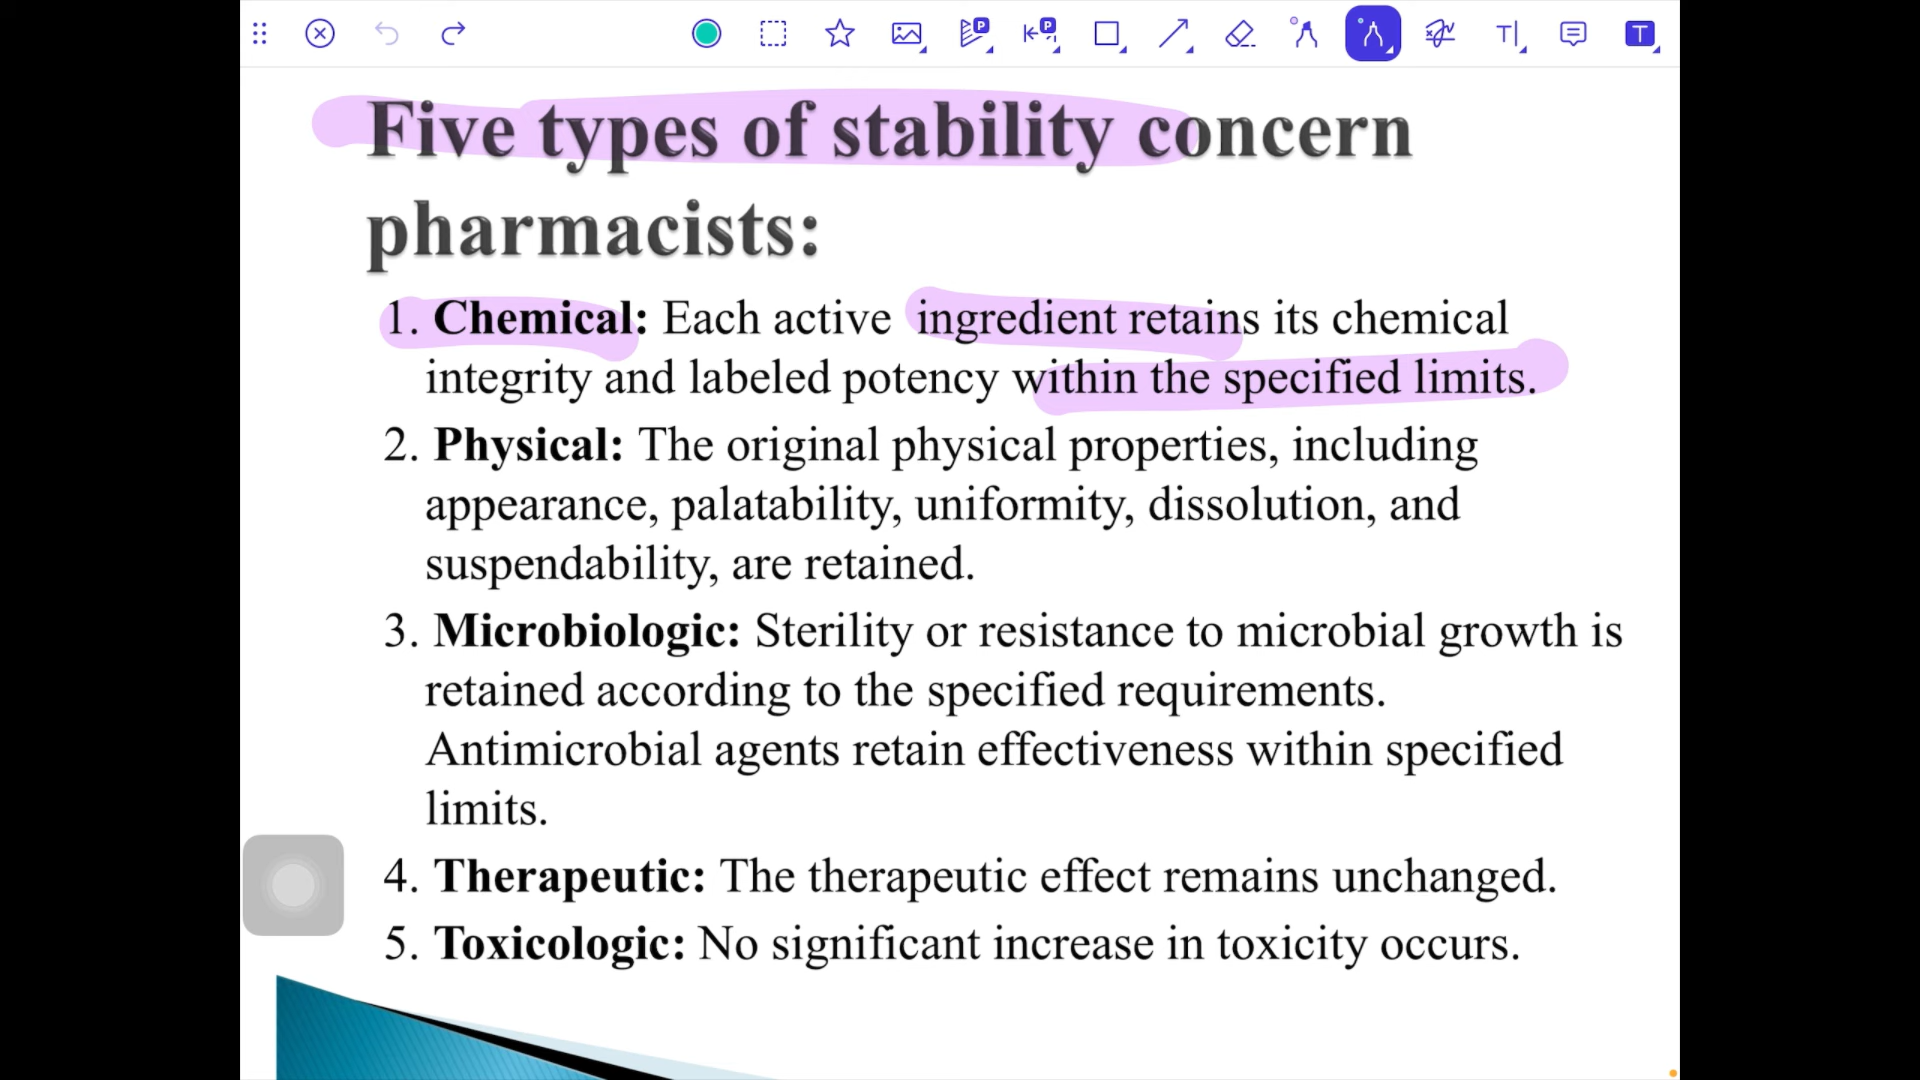 Five types of stability concern
pharmacists:
1. Chemical: Each active ingredient retains its chemical
integrity and labeled potency within the specified limits.
2. Physical: The original physical properties, including
appearance, palatability, uniformity, dissolution, and
suspendability, are retained.
3. Microbiologic: Sterility or resistance to microbial growth is
retained according to the specified requirements.
Antimicrobial agents retain effectiveness within specified
limits.
4. Therapeutic: The therapeutic effect remains unchanged.
5. Toxicologic: No significant increase in toxicity occurs.